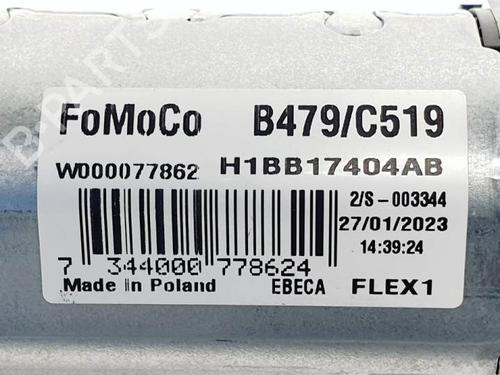 FoMoCo B479/C519
W000077862 H1BB17404AB
2/S - 003344
27/01/2023
14:39:24
7 344000 778624
Made in Poland EBECA FLEX1
B-PARTS